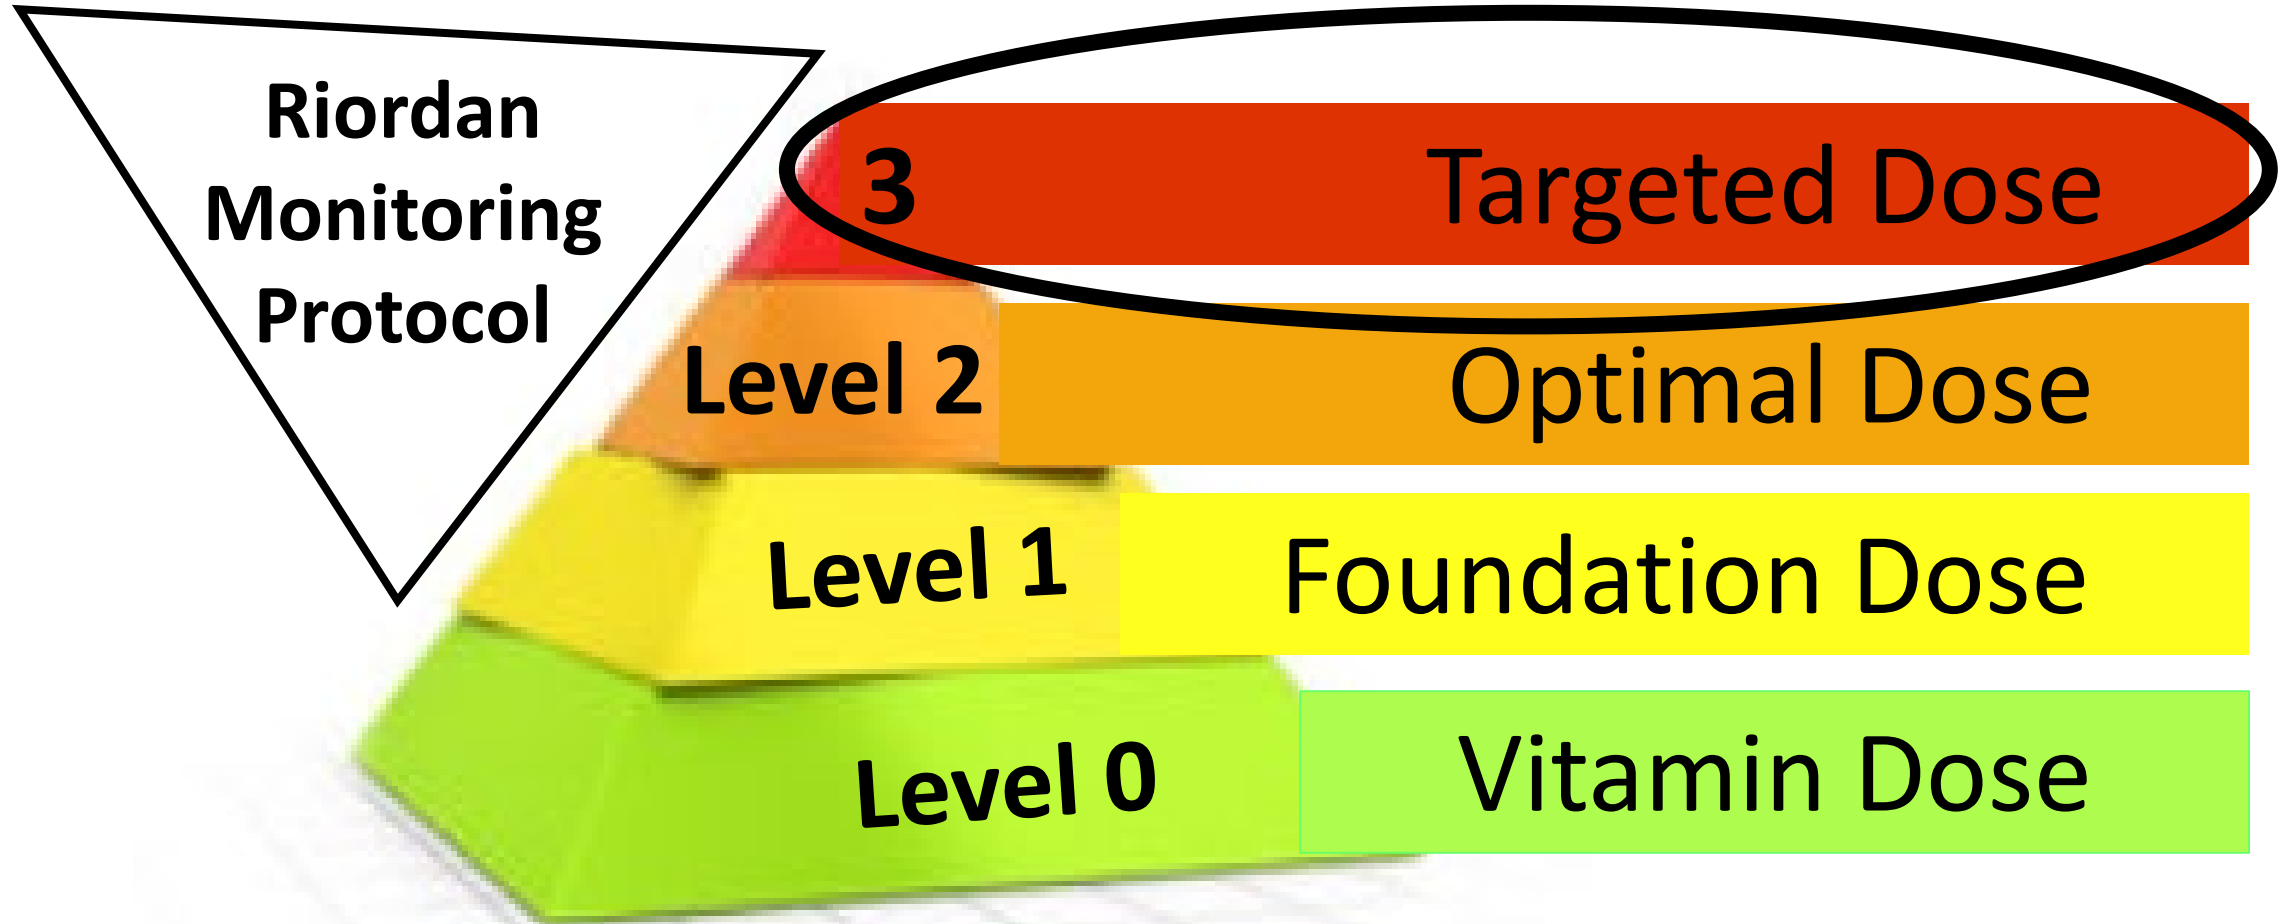 Riordan
Monitoring
Protocol
3 Targeted Dose
Level 2 Optimal Dose
Level 1 Foundation Dose
Level 0 Vitamin Dose